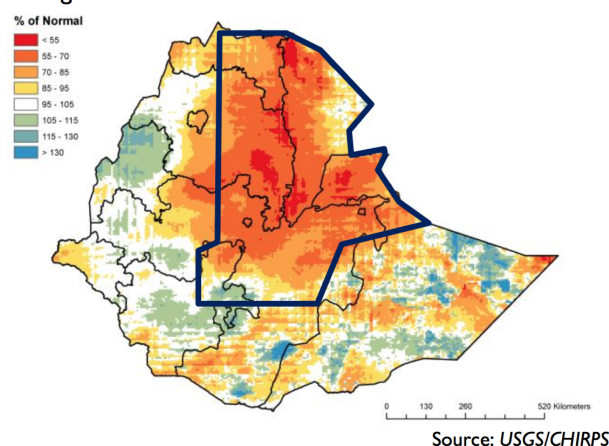 % of Normal
< 55
55 - 70
70 - 85
85 - 95
95 - 105
105 - 115
115 - 130
> 130
0 130 260 520 Kilometers
Source: USGS/CHIRPS